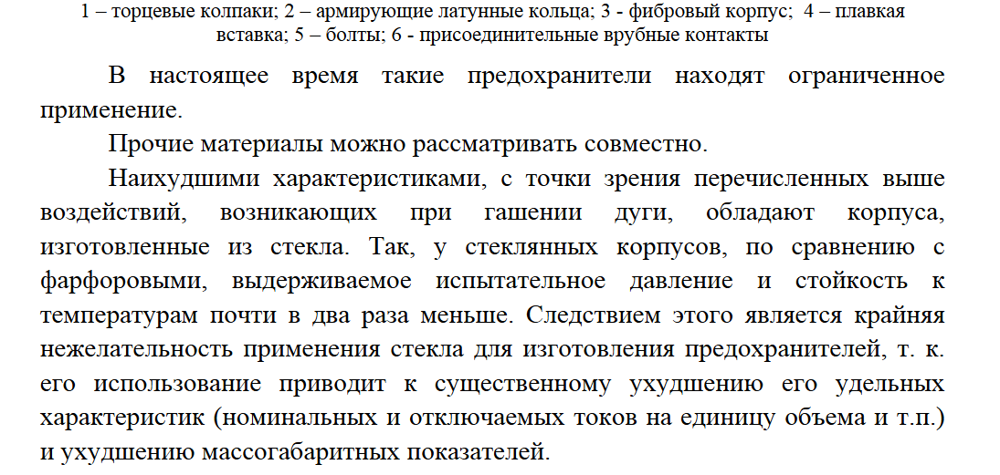 1 – торцевые колпаки; 2 – армирующие латунные кольца; 3 - фибровый корпус;  4 – плавкая
вставка; 5 – болты; 6 - присоединительные врубные контакты
В настоящее время такие предохранители находят ограниченное
применение.
Прочие материалы можно рассматривать совместно.
Наихудшими характеристиками, с точки зрения перечисленных выше
воздействий, возникающих при гашении дуги, обладают корпуса,
изготовленные из стекла. Так, у стеклянных корпусов, по сравнению с
фарфоровыми, выдерживаемое испытательное давление и стойкость к
температурам почти в два раза меньше. Следствием этого является крайняя
нежелательность применения стекла для изготовления предохранителей, т. к.
его использование приводит к существенному ухудшению его удельных
характеристик (номинальных и отключаемых токов на единицу объема и т.п.)
и ухудшению массогабаритных показателей.